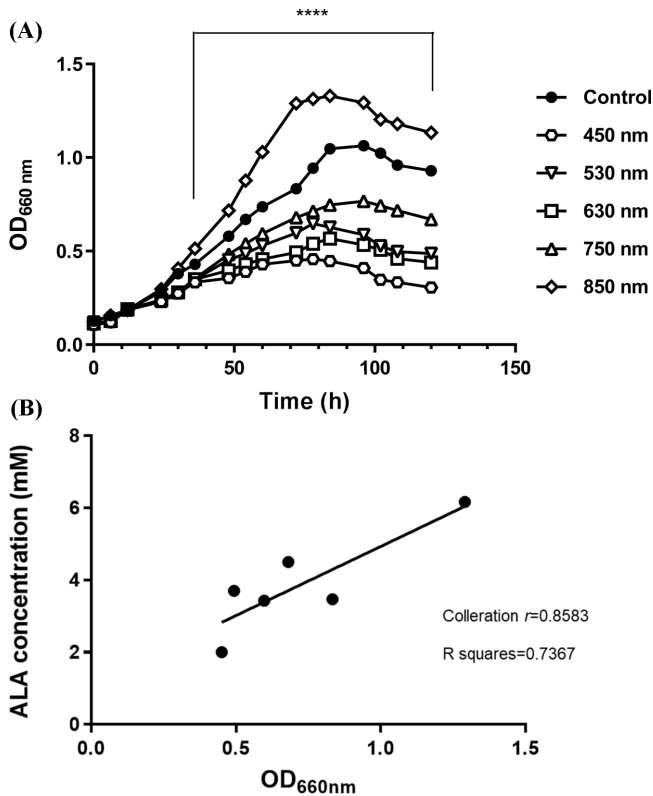 (A)
****
1.5
1.0
0.5
0.0
OD660 nm
0 50 100 150
Time (h)
Control
450 nm
530 nm
630 nm
750 nm
850 nm
(B)
8
6
4
2
0
ALA concentration (mM)
Colleration r=0.8583
R squares=0.7367
0.0 0.5 1.0 1.5
OD660nm